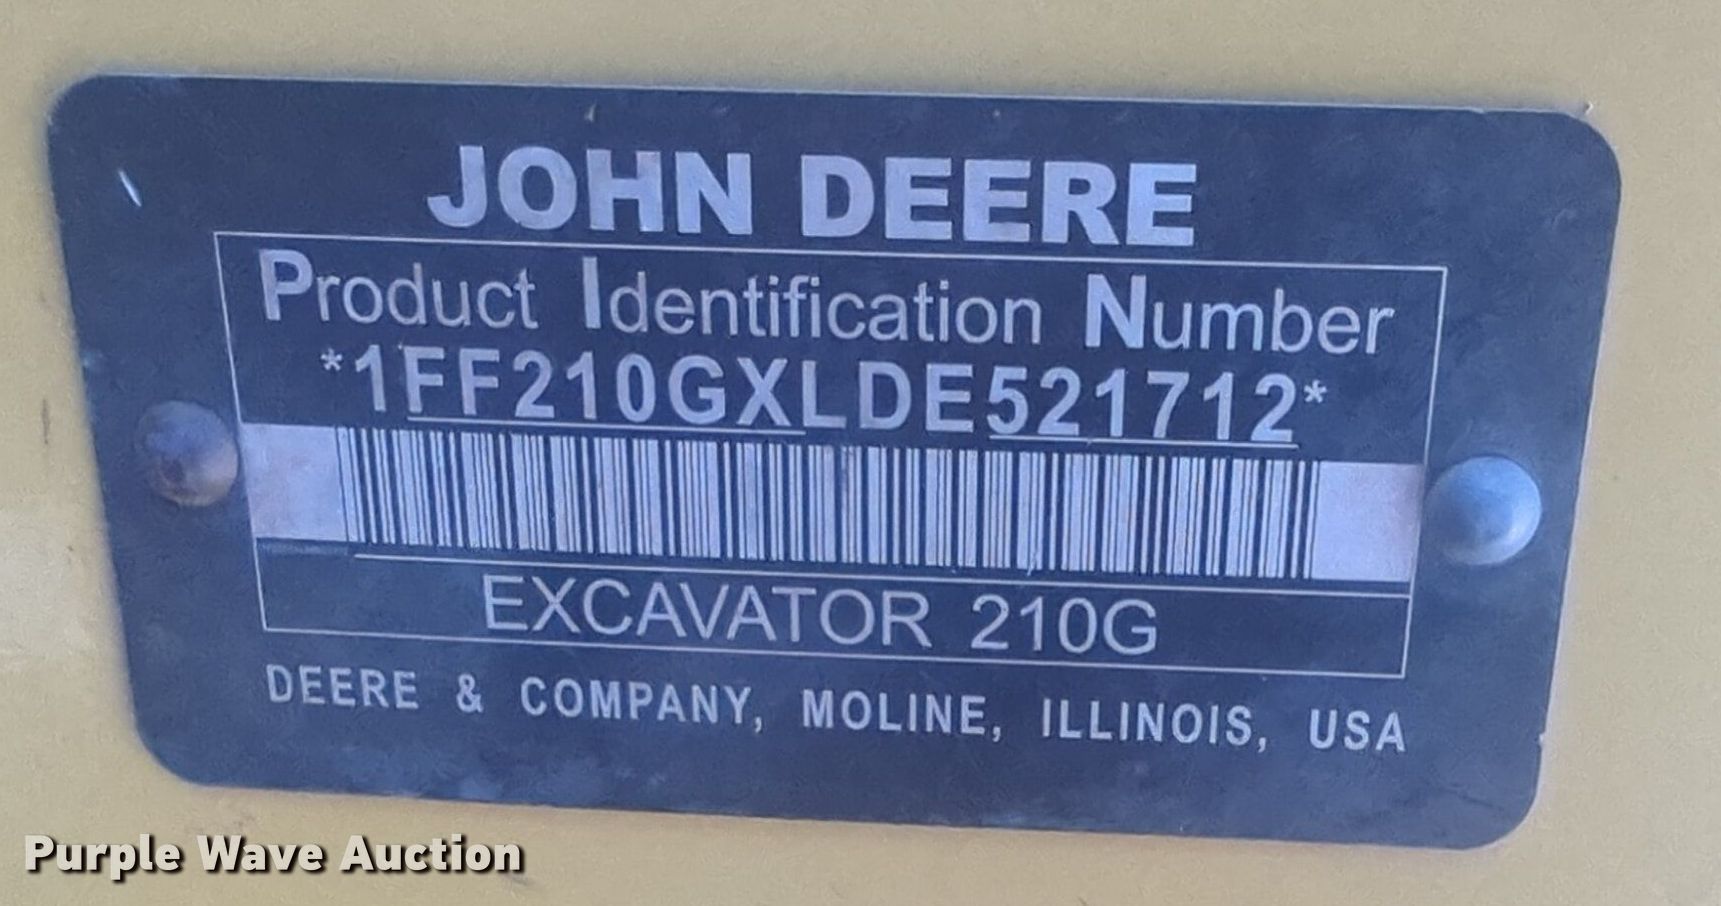 JOHN DEERE
Product Identification Number
*1FF210GXLDE521712*
EXCAVATOR 210G
DEERE & COMPANY, MOLINE, ILLINOIS, USA
Purple Wave Auction